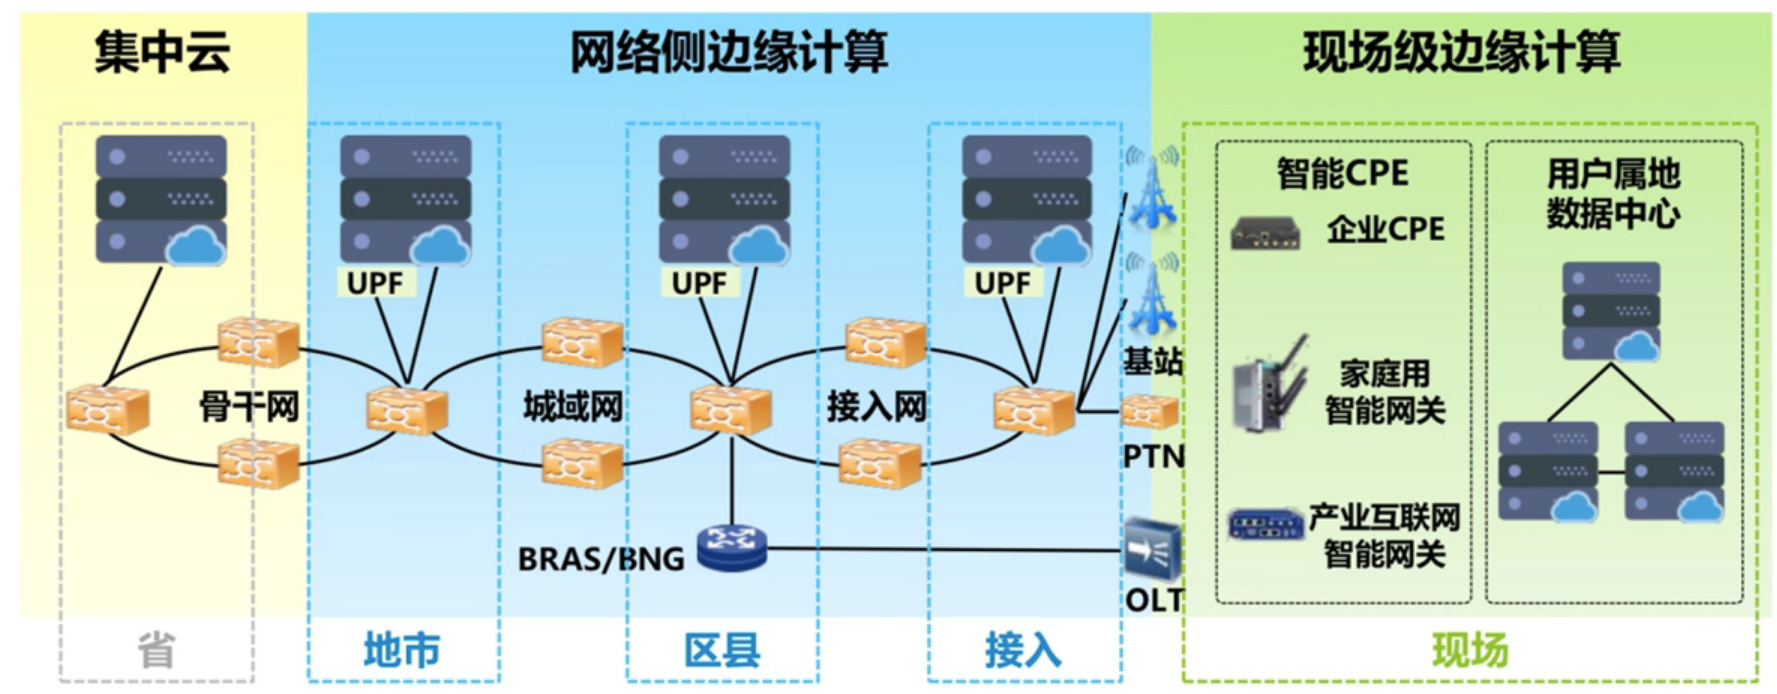 集中云
网络侧边缘计算
现场级边缘计算
UPF
UPF
UPF
骨干网
城域网
接入网
BRAS/BNG
基站
PTN
OLT
智能CPE
企业CPE
家庭用
智能网关
产业互联网
智能网关
用户属地
数据中心
省
地市
区县
接入
现场